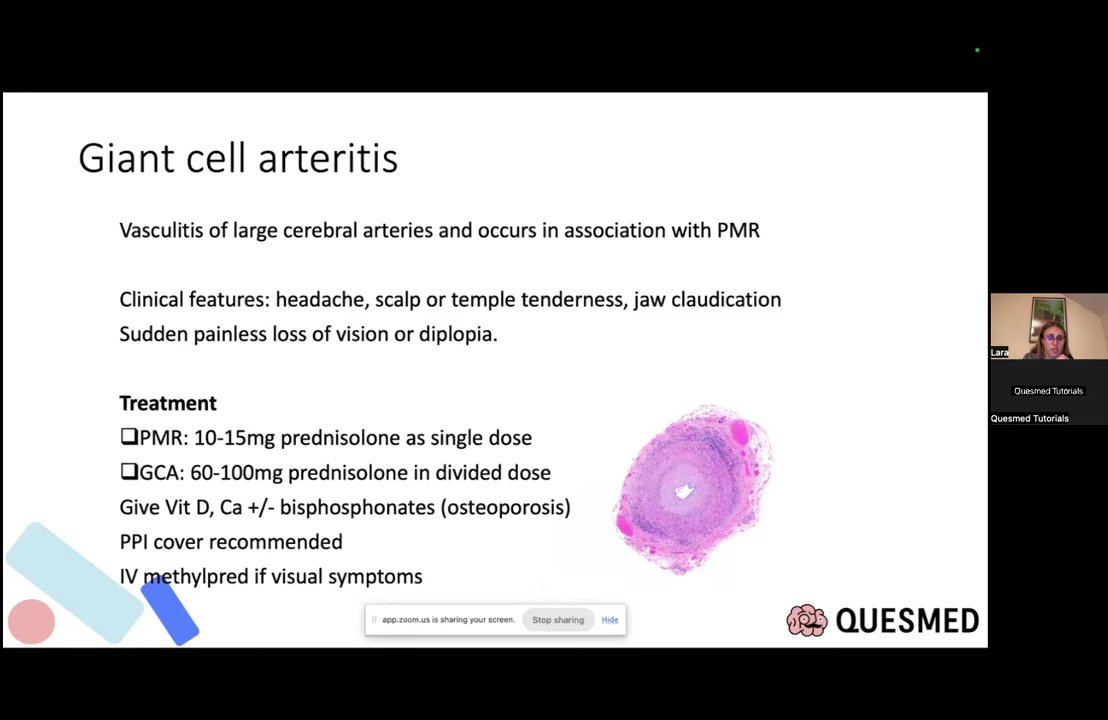 Giant cell arteritis
Vasculitis of large cerebral arteries and occurs in association with PMR
Clinical features: headache, scalp or temple tenderness, jaw claudication
Sudden painless loss of vision or diplopia.
Treatment
❑PMR: 10-15mg prednisolone as single dose
❑GCA: 60-100mg prednisolone in divided dose
Give Vit D, Ca +/- bisphosphonates (osteoporosis)
PPI cover recommended
IV methylpred if visual symptoms
app.zoom.us is sharing your screen. Stop sharing Hide
QUESMED
Lara
Quesmed Tutorials
Quesmed Tutorials